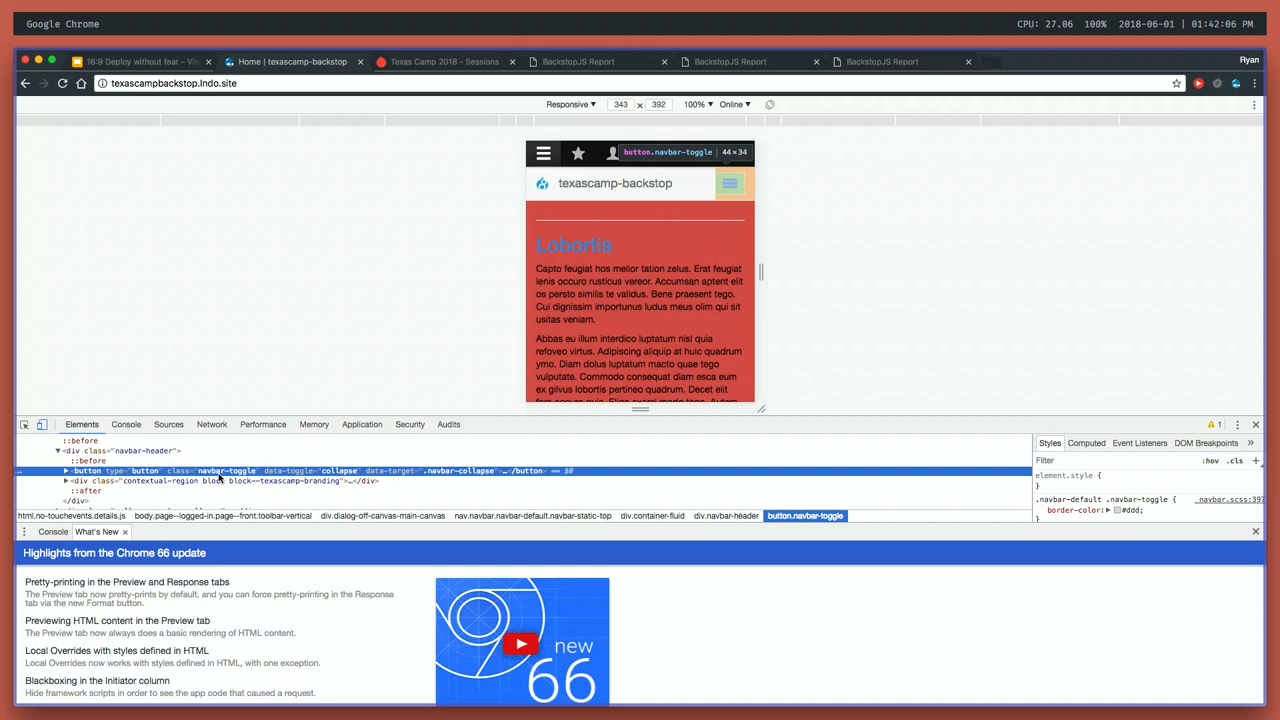 Google Chrome
CPU: 27.06 100% 2018-06-01 | 01:42:06 PM
16:9 Deploy without fear – Vi
Home | texascamp-backstop
Texas Camp 2018 - Sessions
BackstopJS Report
BackstopJS Report
BackstopJS Report
Ryan
texascampbackstop.lndo.site
Responsive ▼ 343 × 392 100% ▼ Online ▼
button.navbar-toggle | 44×34
texascamp-backstop
Lobortis
Capto feugiat hos melior tation zelus. Erat feugiat
lenis occuro rusticus vereor. Accumsan aptent elit
os persto similis te validus. Bene praesent tego.
Cui dignissim importunus ludus meus olim qui sit
usitas veniam.
Abbas eu illum interdico luptatum nisl quia
refoveo virtus. Adipiscing aliquip at huic quadrum
ymo. Diam dolus luptatum macto quae tego
vulputate. Commodo consequat diam esca eum
ex gilvus lobortis pertineo quadrum. Decet elit
Elements Console Sources Network Performance Memory Application Security Audits
1
::before
<div class="navbar-header">
::before
<button type="button" class="navbar-toggle" data-toggle="collapse" data-target=".navbar-collapse">…</button> == $0
<div class="contextual-region block block--texascamp-branding">…</div>
::after
</div>
html.no-touchevents.details.js body.page--logged-in.page--front.toolbar-vertical div.dialog-off-canvas-main-canvas nav.navbar.navbar-default.navbar-static-top div.container-fluid div.navbar-header button.navbar-toggle
Styles Computed Event Listeners DOM Breakpoints »
Filter :hov .cls +
element.style {
}
.navbar-default .navbar-toggle { _navbar.scss:397
border-color: #ddd;
}
Console What's New ×
Highlights from the Chrome 66 update
Pretty-printing in the Preview and Response tabs
The Preview tab now pretty-prints by default, and you can force pretty-printing in the Response
tab via the new Format button.
Previewing HTML content in the Preview tab
The Preview tab now always does a basic rendering of HTML content.
Local Overrides with styles defined in HTML
Local Overrides now works with styles defined in HTML, with one exception.
Blackboxing in the Initiator column
Hide framework scripts in order to see the app code that caused a request.
new
66